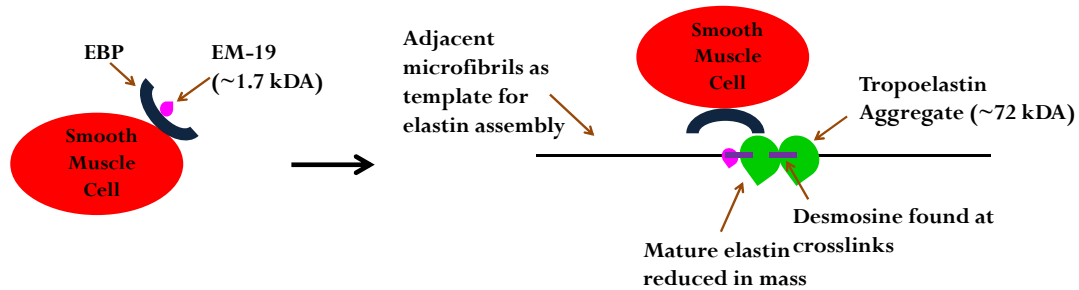 EBP
EM-19
(~1.7 kDA)
Smooth
Muscle
Cell
Adjacent
microfibrils as
template for
elastin assembly
Smooth
Muscle
Cell
Tropoelastin
Aggregate (~72 kDA)
Desmosine found at
crosslinks
Mature elastin
reduced in mass